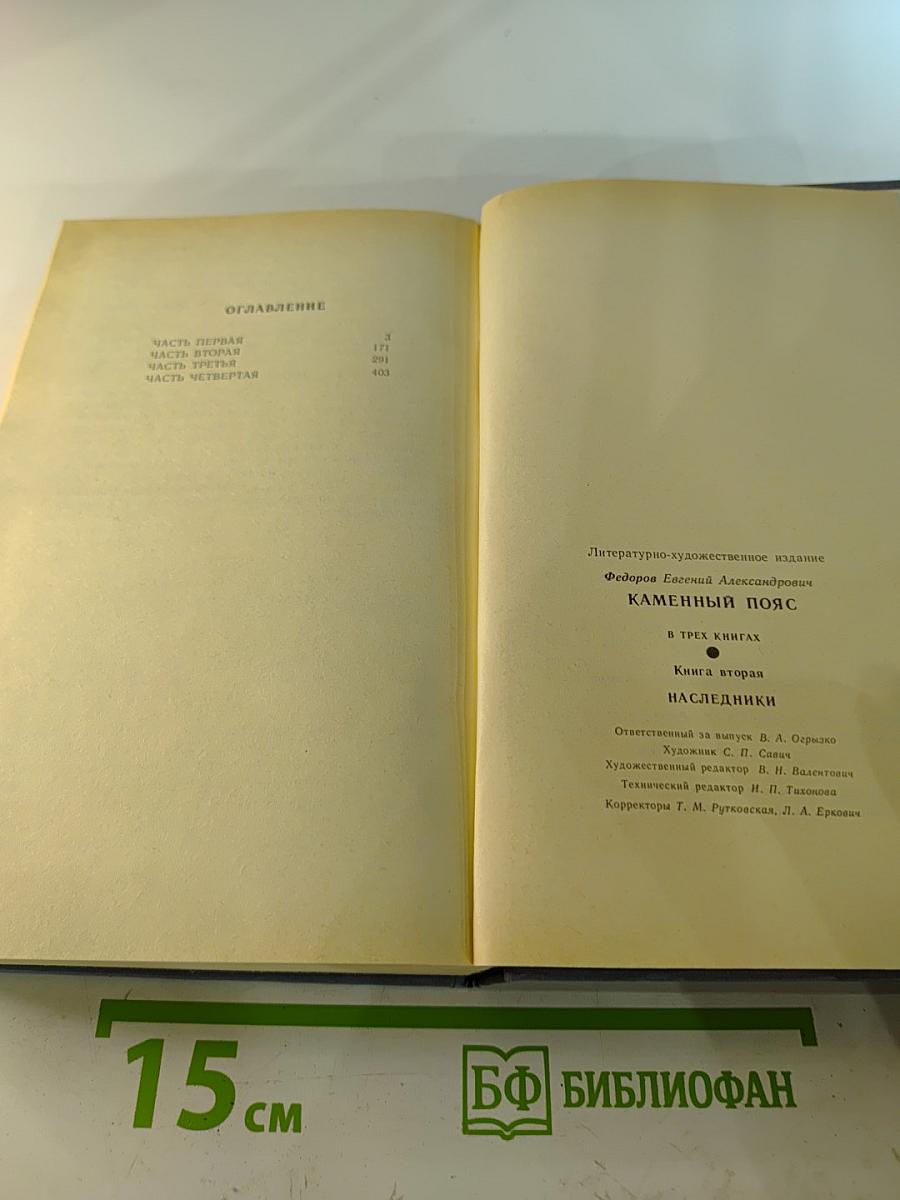 ОГЛАВЛЕНИЕ
ЧАСТЬ ПЕРВАЯ 3
ЧАСТЬ ВТОРАЯ 171
ЧАСТЬ ТРЕТЬЯ 291
ЧАСТЬ ЧЕТВЕРТАЯ 403
Литературно-художественное издание
Федоров Евгений Александрович
КАМЕННЫЙ ПОЯС
В ТРЕХ КНИГАХ
Книга вторая
НАСЛЕДНИКИ
Ответственный за выпуск В. А. Огрызко
Художник С. П. Савич
Художественный редактор В. Н. Валентович
Технический редактор И. П. Тихонова
Корректоры Т. М. Рутковская, Л. А. Еркович
15 см
БФ БИБЛИОФАН